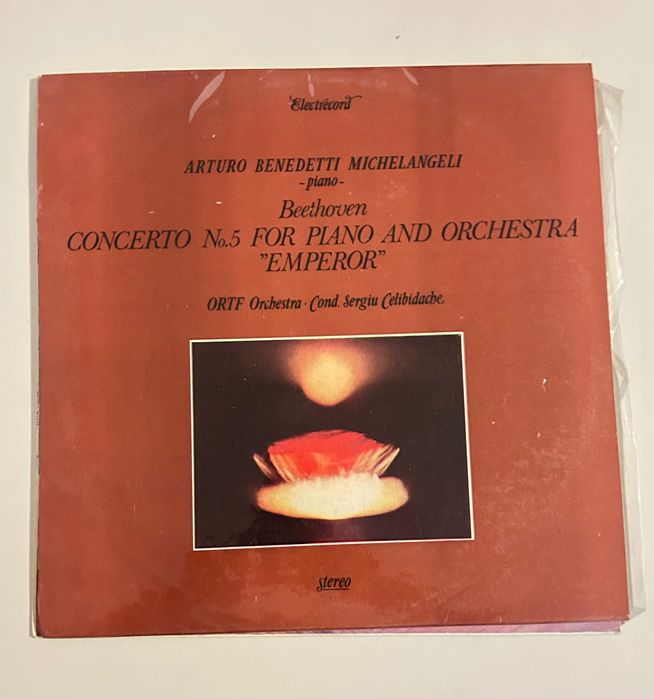 Electrecord
ARTURO BENEDETTI MICHELANGELI
-piano-
Beethoven
CONCERTO No.5 FOR PIANO AND ORCHESTRA
"EMPEROR"
ORTF Orchestra · Cond. Sergiu Celibidache
stereo